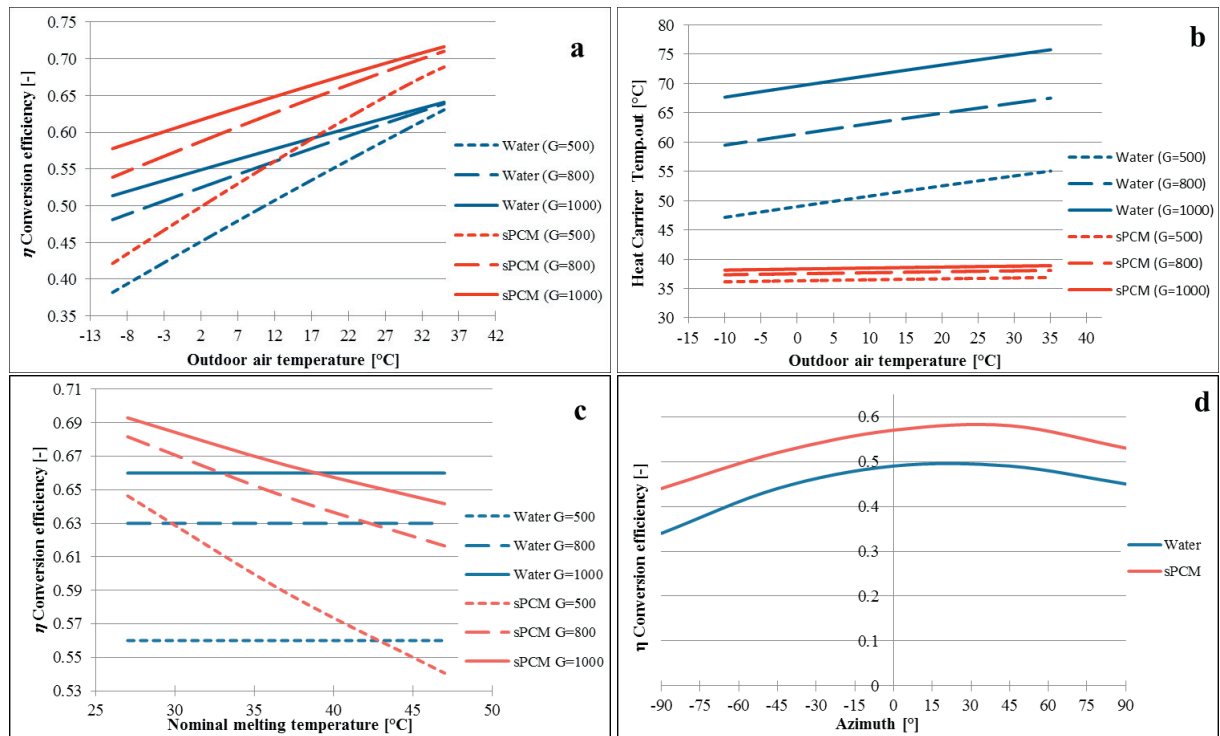 a
η Conversion efficiency [-]
0.75
0.70
0.65
0.60
0.55
0.50
0.45
0.40
0.35
-13 -8 -3 2 7 12 17 22 27 32 37 42
Outdoor air temperature [°C]
Water (G=500)
Water (G=800)
Water (G=1000)
sPCM (G=500)
sPCM (G=800)
sPCM (G=1000)
b
Heat Carrirer Temp.out [°C]
80
75
70
65
60
55
50
45
40
35
30
-15 -10 -5 0 5 10 15 20 25 30 35 40
Outdoor air temperature [°C]
Water (G=500)
Water (G=800)
Water (G=1000)
sPCM (G=500)
sPCM (G=800)
sPCM (G=1000)
c
η Conversion efficiency [-]
0.71
0.69
0.67
0.65
0.63
0.61
0.59
0.57
0.55
0.53
25 30 35 40 45 50
Nominal melting temperature [°C]
Water G=500
Water G=800
Water G=1000
sPCM G=500
sPCM G=800
sPCM G=1000
d
η Conversion efficiency [-]
0.6
0.5
0.4
0.3
0.2
0.1
0
-90 -75 -60 -45 -30 -15 0 15 30 45 60 75 90
Azimuth [°]
Water
sPCM